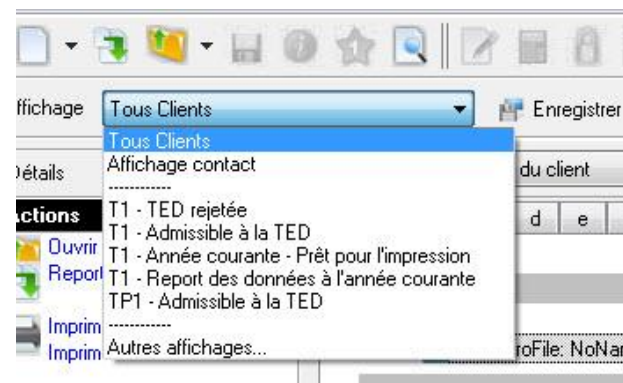 ffichage Tous Clients Enregistrer
Tous Clients
Affichage contact
------------
T1 - TED rejetée
T1 - Admissible à la TED
T1 - Année courante - Prêt pour l'impression
T1 - Report des données à l'année courante
TP1 - Admissible à la TED
------------
Autres affichages...
Détails
du client
ctions
d e
Ouvrir
Report
Imprim
Imprim
roFile: NoNa